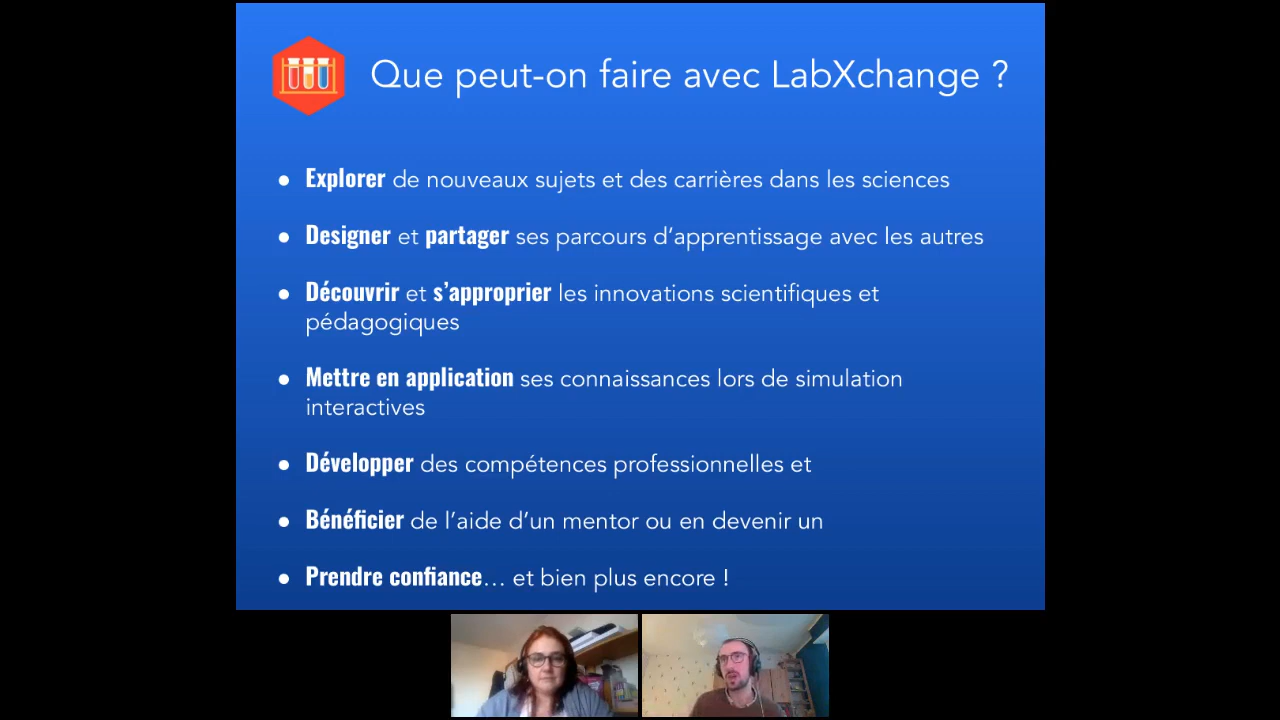 Que peut-on faire avec LabXchange ?
● Explorer de nouveaux sujets et des carrières dans les sciences
● Designer et partager ses parcours d’apprentissage avec les autres
● Découvrir et s’approprier les innovations scientifiques et
pédagogiques
● Mettre en application ses connaissances lors de simulation
interactives
● Développer des compétences professionnelles et
● Bénéficier de l’aide d’un mentor ou en devenir un
● Prendre confiance… et bien plus encore !